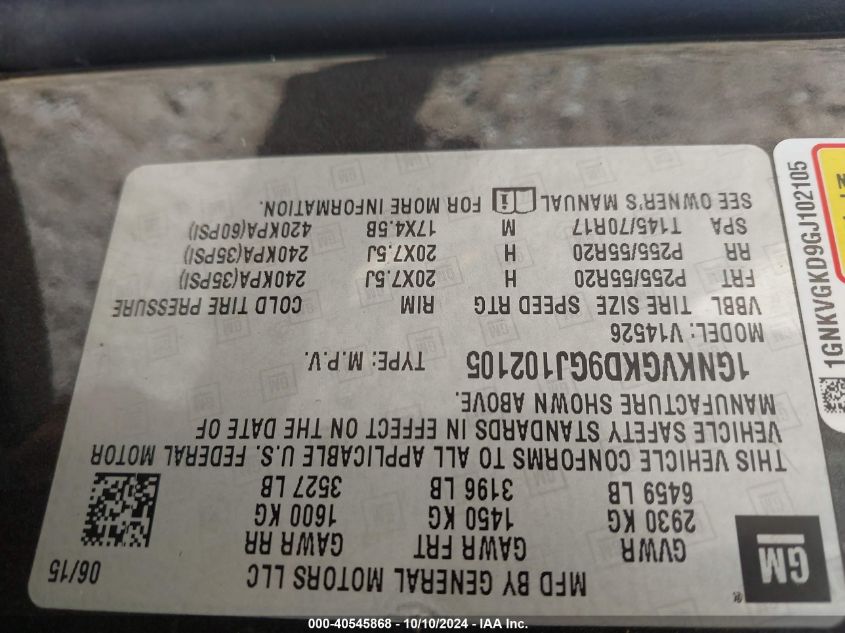 MFD BY GENERAL MOTORS LLC
06/15
GM
®
GVWR GAWR FRT GAWR RR
2930 KG 1450 KG 1600 KG
6459 LB 3196 LB 3527 LB
THIS VEHICLE CONFORMS TO ALL APPLICABLE U.S. FEDERAL MOTOR
VEHICLE SAFETY STANDARDS IN EFFECT ON THE DATE OF
MANUFACTURE SHOWN ABOVE.
1GNKVGKD9GJ102105 TYPE: M.P.V.
MODEL: V14526
VBBL TIRE SIZE SPEED RTG RIM COLD TIRE PRESSURE
FRT P255/55R20 H 20X7.5J 240KPA(35PSI)
RR P255/55R20 H 20X7.5J 240KPA(35PSI)
SPA T145/70R17 M 17X4.5B 420KPA(60PSI)
SEE OWNER'S MANUAL FOR MORE INFORMATION.
1GNKVGKD9GJ102105
000-40545868 - 10/10/2024 - IAA Inc.